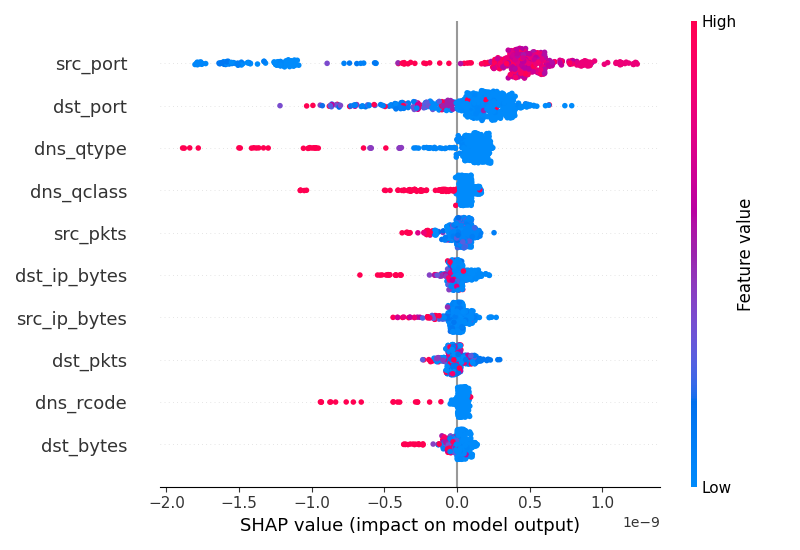 High
src_port
dst_port
dns_qtype
dns_qclass
src_pkts
dst_ip_bytes
src_ip_bytes
dst_pkts
dns_rcode
dst_bytes
Feature value
Low
−2.0 −1.5 −1.0 −0.5 0.0 0.5 1.0
1e−9
SHAP value (impact on model output)